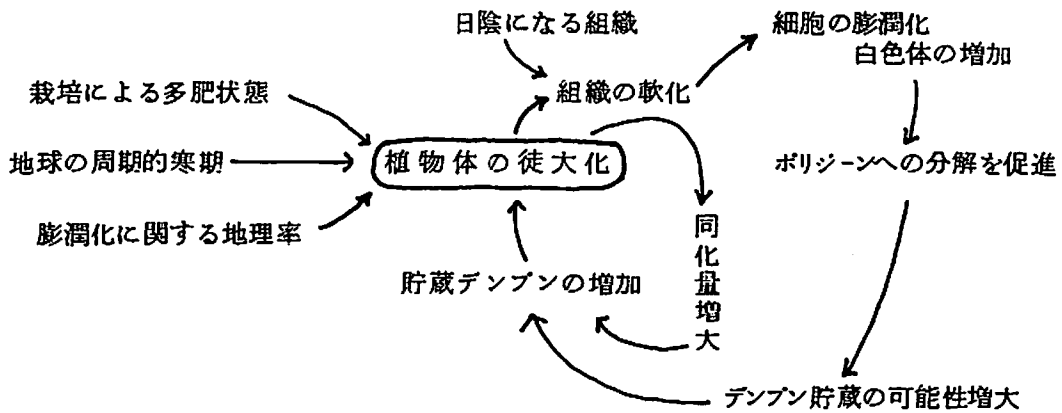 日陰になる組織
細胞の膨潤化
白色体の増加
栽培による多肥状態
組織の軟化
地球の周期的寒期
植物体の徒大化
ポリジーンへの分解を促進
膨潤化に関する地理率
同化量増大
貯蔵デンプンの増加
デンプン貯蔵の可能性増大